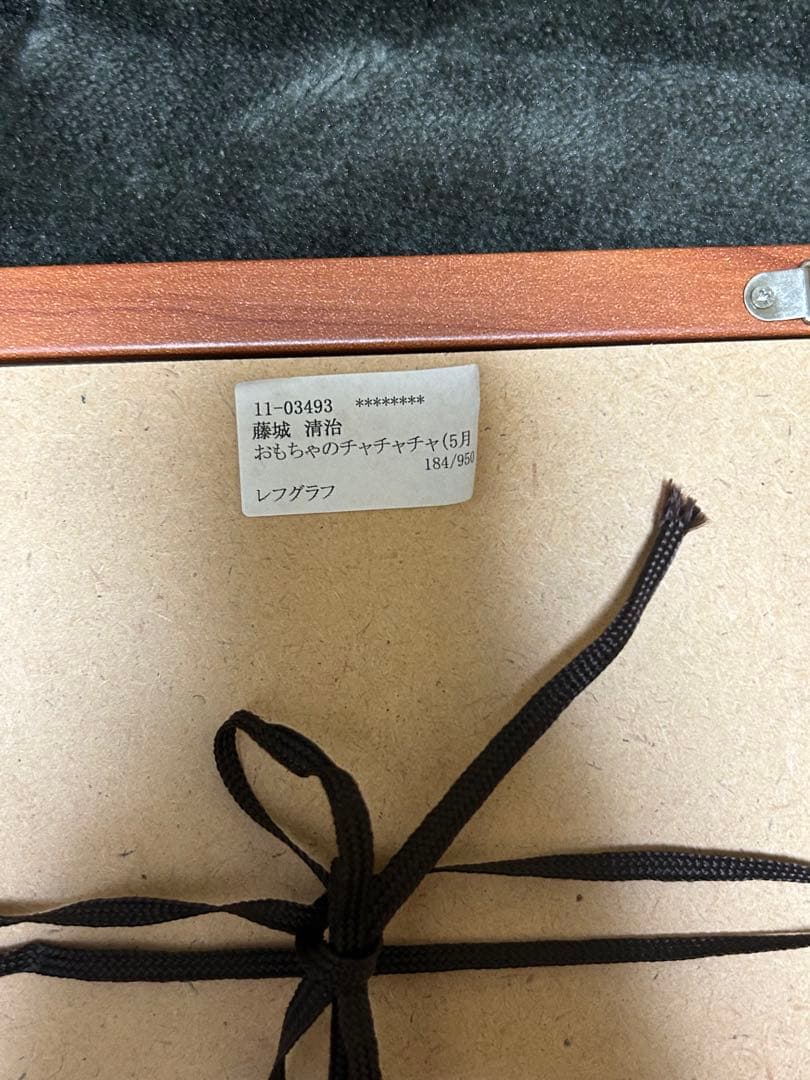 11-03493 ********
藤城 清治
おもちゃのチャチャチャ(5月
184/950
レフグラフ